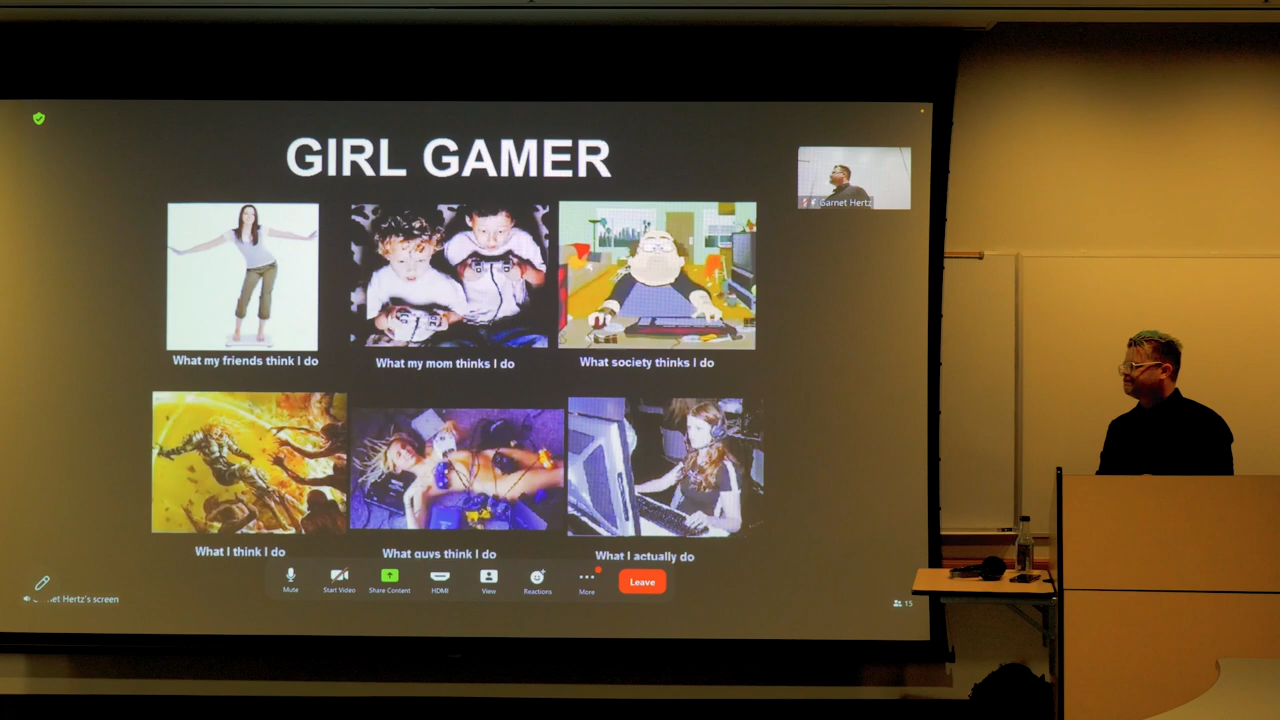 GIRL GAMER
Garnet Hertz
What my friends think I do
What my mom thinks I do
What society thinks I do
What I think I do
What guys think I do
What I actually do
Mute
Start Video
Share Content
HDMI
View
Reactions
More
Leave
et Hertz's screen
15